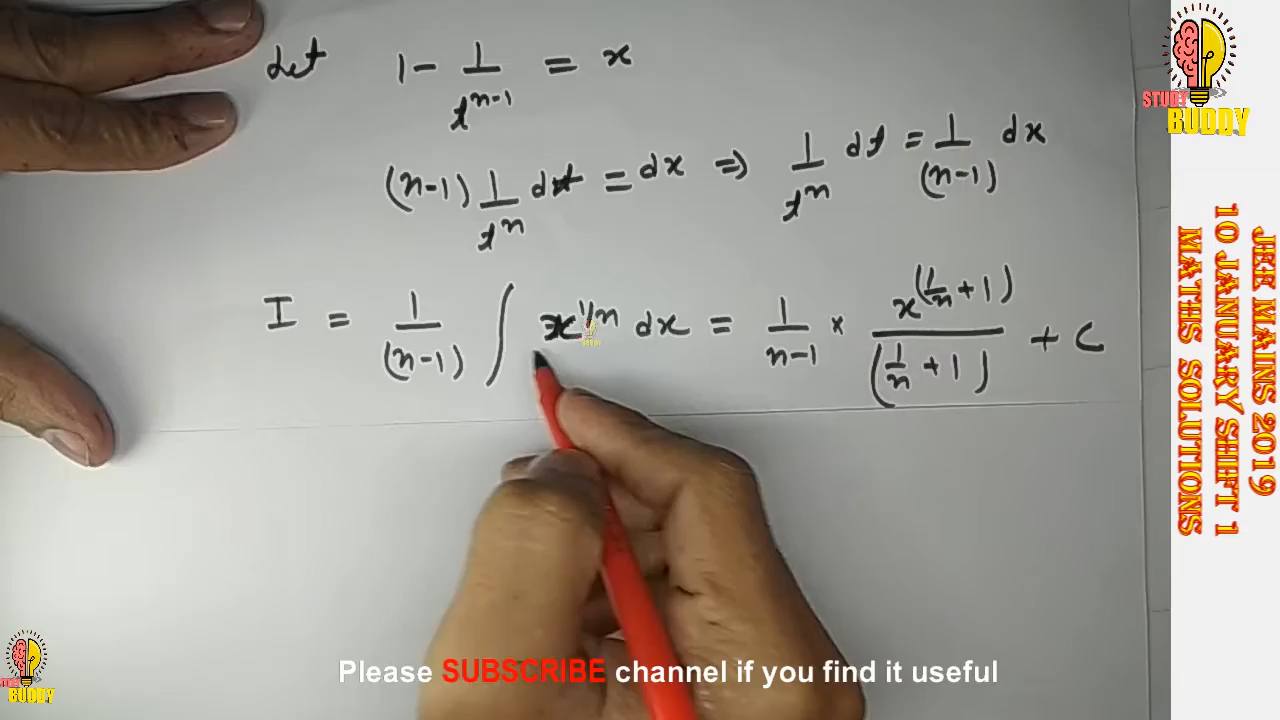 Let 1 - 1/t^(n-1) = x
(n-1) 1/t^n dt = dx ⇒ 1/t^n dt = 1/(n-1) dx
I = 1/(n-1) ∫ x^(1/n) dx = 1/(n-1) × x^(1/n + 1)/(1/n + 1) + C
STUDY
BUDDY
JEE MAINS 2019
10 JANUARY SHIFT 1
MATHS SOLUTIONS
Please SUBSCRIBE channel if you find it useful
BUDDY